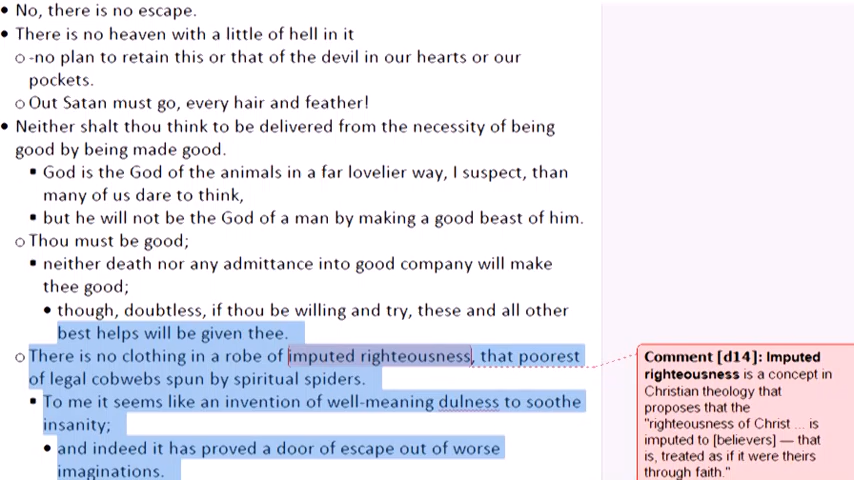 • No, there is no escape.
• There is no heaven with a little of hell in it
○ -no plan to retain this or that of the devil in our hearts or our
pockets.
○ Out Satan must go, every hair and feather!
• Neither shalt thou think to be delivered from the necessity of being
good by being made good.
▪ God is the God of the animals in a far lovelier way, I suspect, than
many of us dare to think,
▪ but he will not be the God of a man by making a good beast of him.
○ Thou must be good;
▪ neither death nor any admittance into good company will make
thee good;
• though, doubtless, if thou be willing and try, these and all other
best helps will be given thee.
○ There is no clothing in a robe of imputed righteousness, that poorest
of legal cobwebs spun by spiritual spiders.
▪ To me it seems like an invention of well-meaning dulness to soothe
insanity;
• and indeed it has proved a door of escape out of worse
imaginations.
Comment [d14]: Imputed
righteousness is a concept in
Christian theology that
proposes that the
"righteousness of Christ ... is
imputed to [believers] — that
is, treated as if it were theirs
through faith."